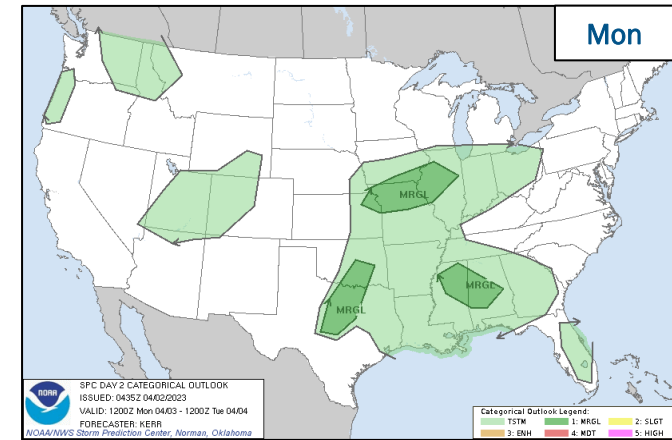 Mon
MRGL
MRGL
MRGL
NOAA
SPC DAY 2 CATEGORICAL OUTLOOK
ISSUED: 0435Z 04/02/2023
VALID: 1200Z Mon 04/03 - 1200Z Tue 04/04
FORECASTER: KERR
NOAA/NWS Storm Prediction Center, Norman, Oklahoma
Categorical Outlook Legend:
TSTM 1: MRGL 2: SLGT
3: ENH 4: MDT 5: HIGH